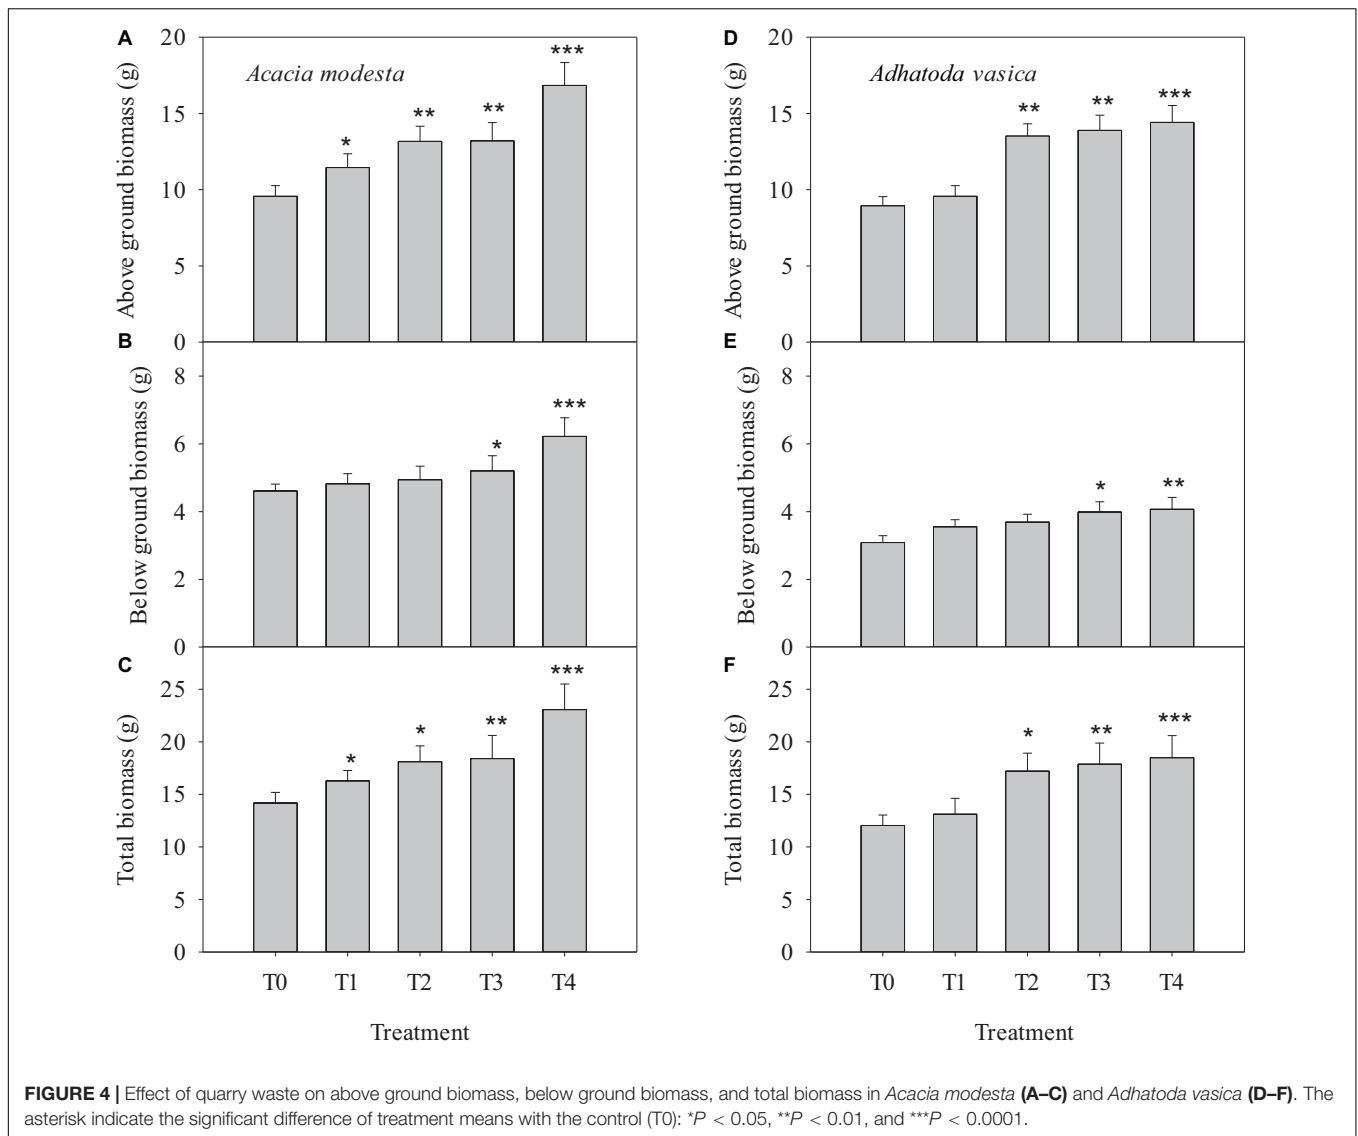 A
20
15
10
5
0
Above ground biomass (g)
Acacia modesta
*
**
**
***
D
20
15
10
5
0
Above ground biomass (g)
Adhatoda vasica
**
**
***
B
8
6
4
2
0
Below ground biomass (g)
*
***
E
8
6
4
2
0
Below ground biomass (g)
*
**
C
25
20
15
10
5
0
Total biomass (g)
*
*
**
***
T0 T1 T2 T3 T4
Treatment
F
25
20
15
10
5
0
Total biomass (g)
*
**
***
T0 T1 T2 T3 T4
Treatment
FIGURE 4 | Effect of quarry waste on above ground biomass, below ground biomass, and total biomass in Acacia modesta (A–C) and Adhatoda vasica (D–F). The
asterisk indicate the significant difference of treatment means with the control (T0): *P < 0.05, **P < 0.01, and ***P < 0.0001.